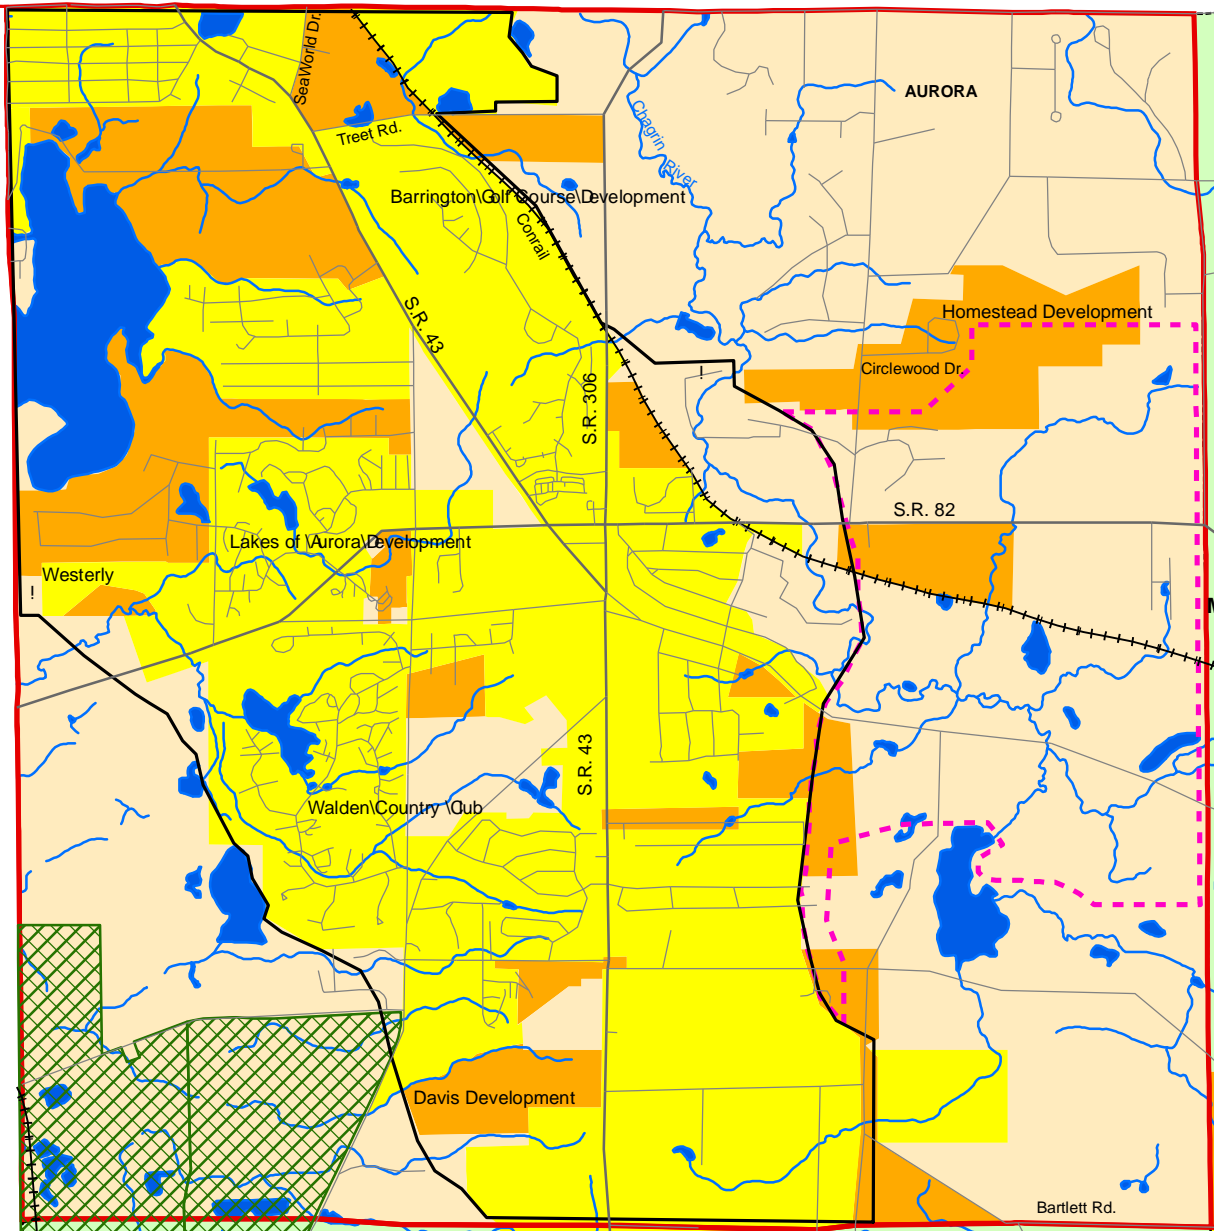 SeaWorld Dr.
AURORA
Treet Rd.
Chagrin River
Barrington\Golf\Course\Development
Conrail
S.R. 43
Homestead Development
Circlewood Dr.
S.R. 306
!
S.R. 82
Lakes of \Aurora\Development
Westerly
!
S.R. 43
Walden\Country \Club
Davis Development
Bartlett Rd.